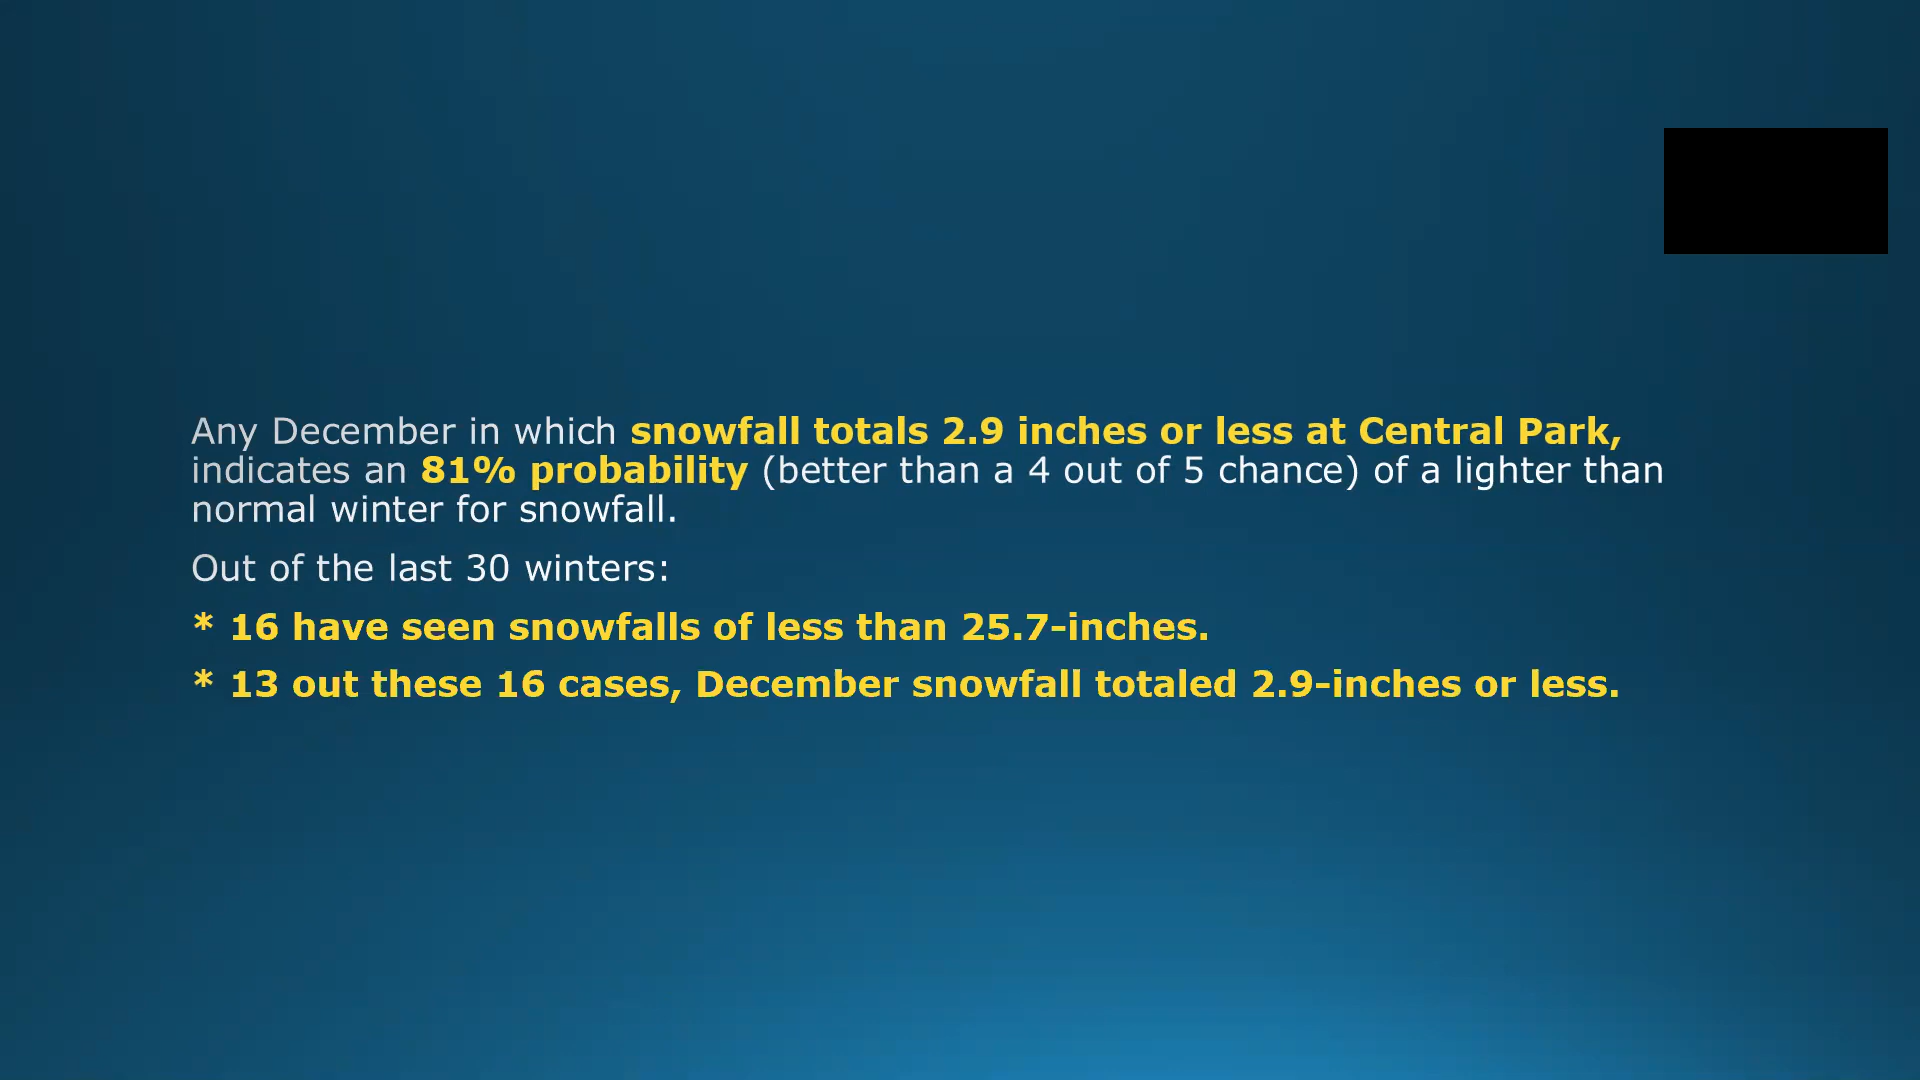 Any December in which snowfall totals 2.9 inches or less at Central Park,
indicates an 81% probability (better than a 4 out of 5 chance) of a lighter than
normal winter for snowfall.
Out of the last 30 winters:
* 16 have seen snowfalls of less than 25.7-inches.
* 13 out these 16 cases, December snowfall totaled 2.9-inches or less.